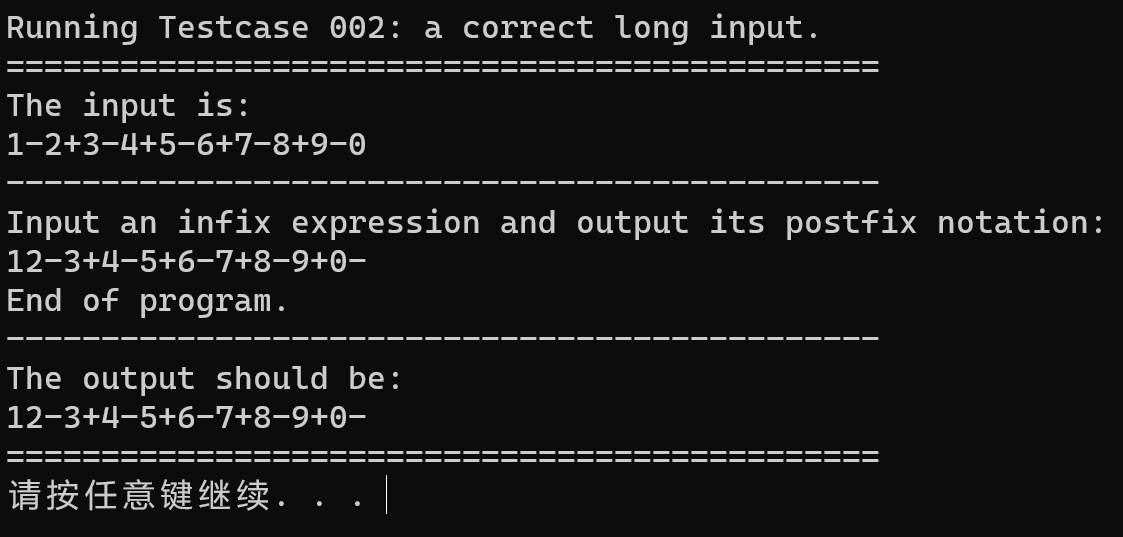 Running Testcase 002: a correct long input.
==============================================
The input is:
1-2+3-4+5-6+7-8+9-0
----------------------------------------------
Input an infix expression and output its postfix notation:
12-3+4-5+6-7+8-9+0-
End of program.
----------------------------------------------
The output should be:
12-3+4-5+6-7+8-9+0-
==============================================
请按任意键继续. . .